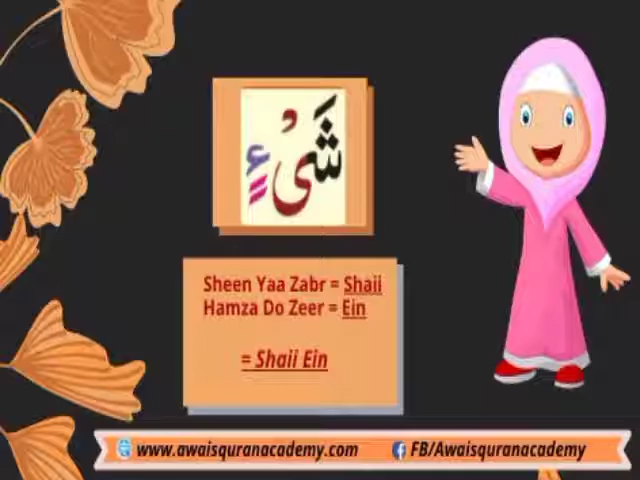 شَیْءٍ
Sheen Yaa Zabr = Shaii
Hamza Do Zeer = Ein
= Shaii Ein
www.awaisquranacademy.com FB/Awaisquranacademy